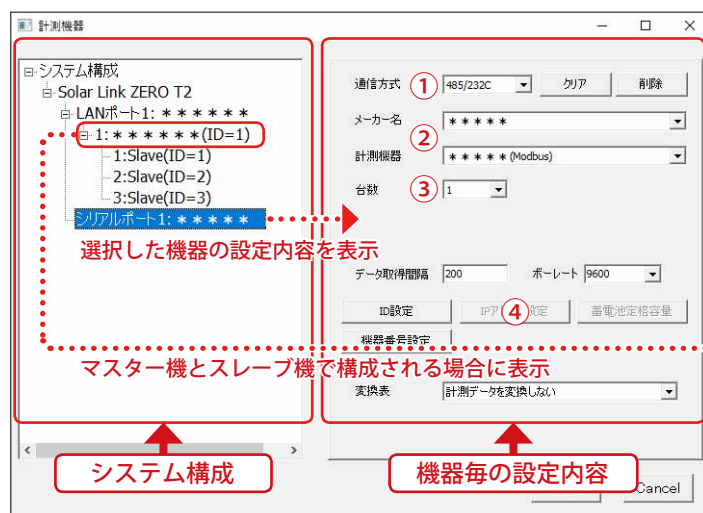 計測機器
システム構成
Solar Link ZERO T2
LANポート1: ＊＊＊＊＊＊
1: ＊＊＊＊＊＊(ID=1)
1:Slave(ID=1)
2:Slave(ID=2)
3:Slave(ID=3)
シリアルポート1: ＊＊＊＊＊
選択した機器の設定内容を表示
通信方式 ① 485/232C クリア 削除
メーカー名 ＊＊＊＊＊
②
計測機器 ＊＊＊＊＊(Modbus)
台数 ③ 1
データ取得間隔 200 ボーレート 9600
ID設定 ④ 設定 蓄電池定格容量
機器番号設定
マスター機とスレーブ機で構成される場合に表示
変換表 計測データを変換しない
システム構成
機器毎の設定内容
Cancel